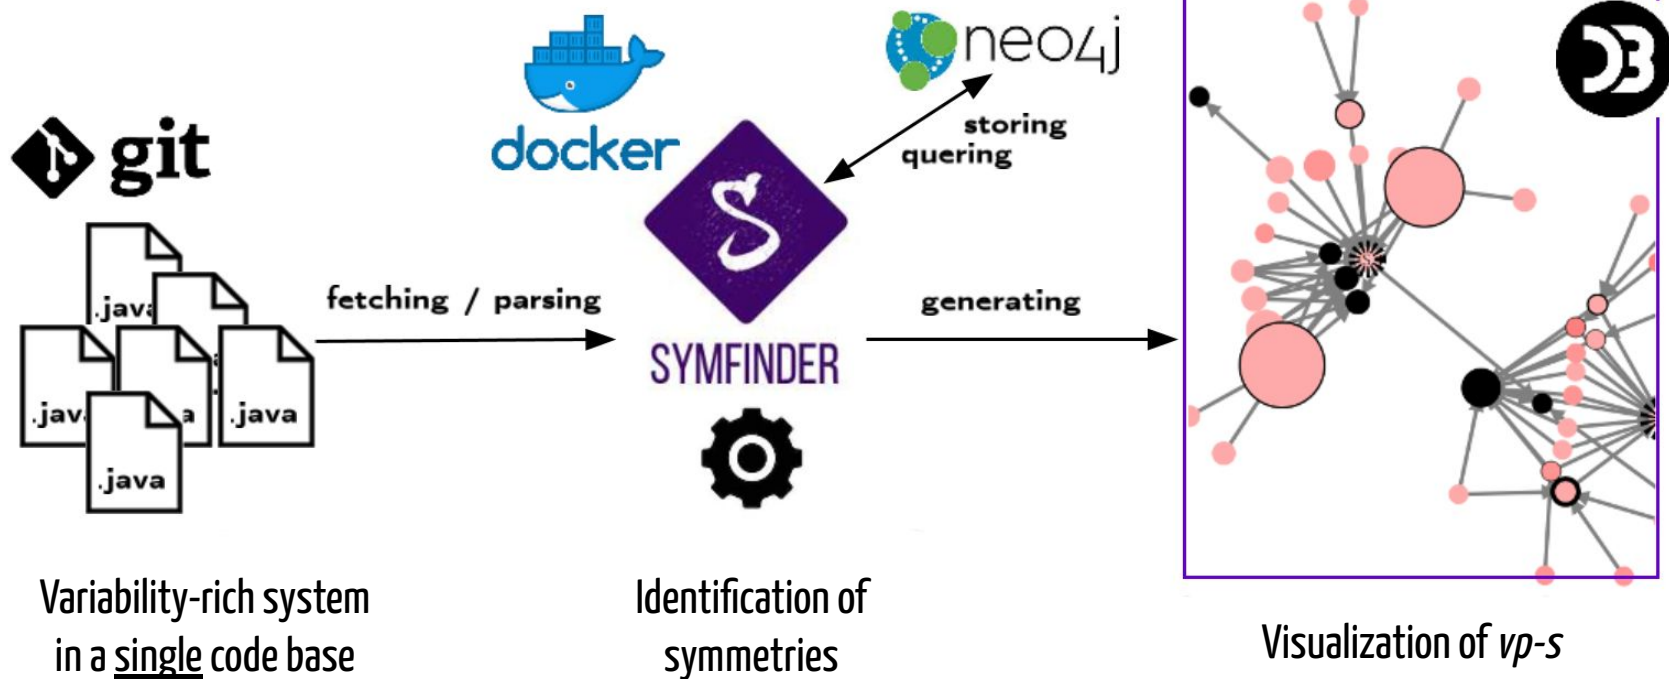 git
docker
neo4j
storing
quering
S
D3
.java
fetching / parsing
generating
SYMFINDER
.java
.java
.java
Variability-rich system
in a single code base
Identification of
symmetries
Visualization of vp-s